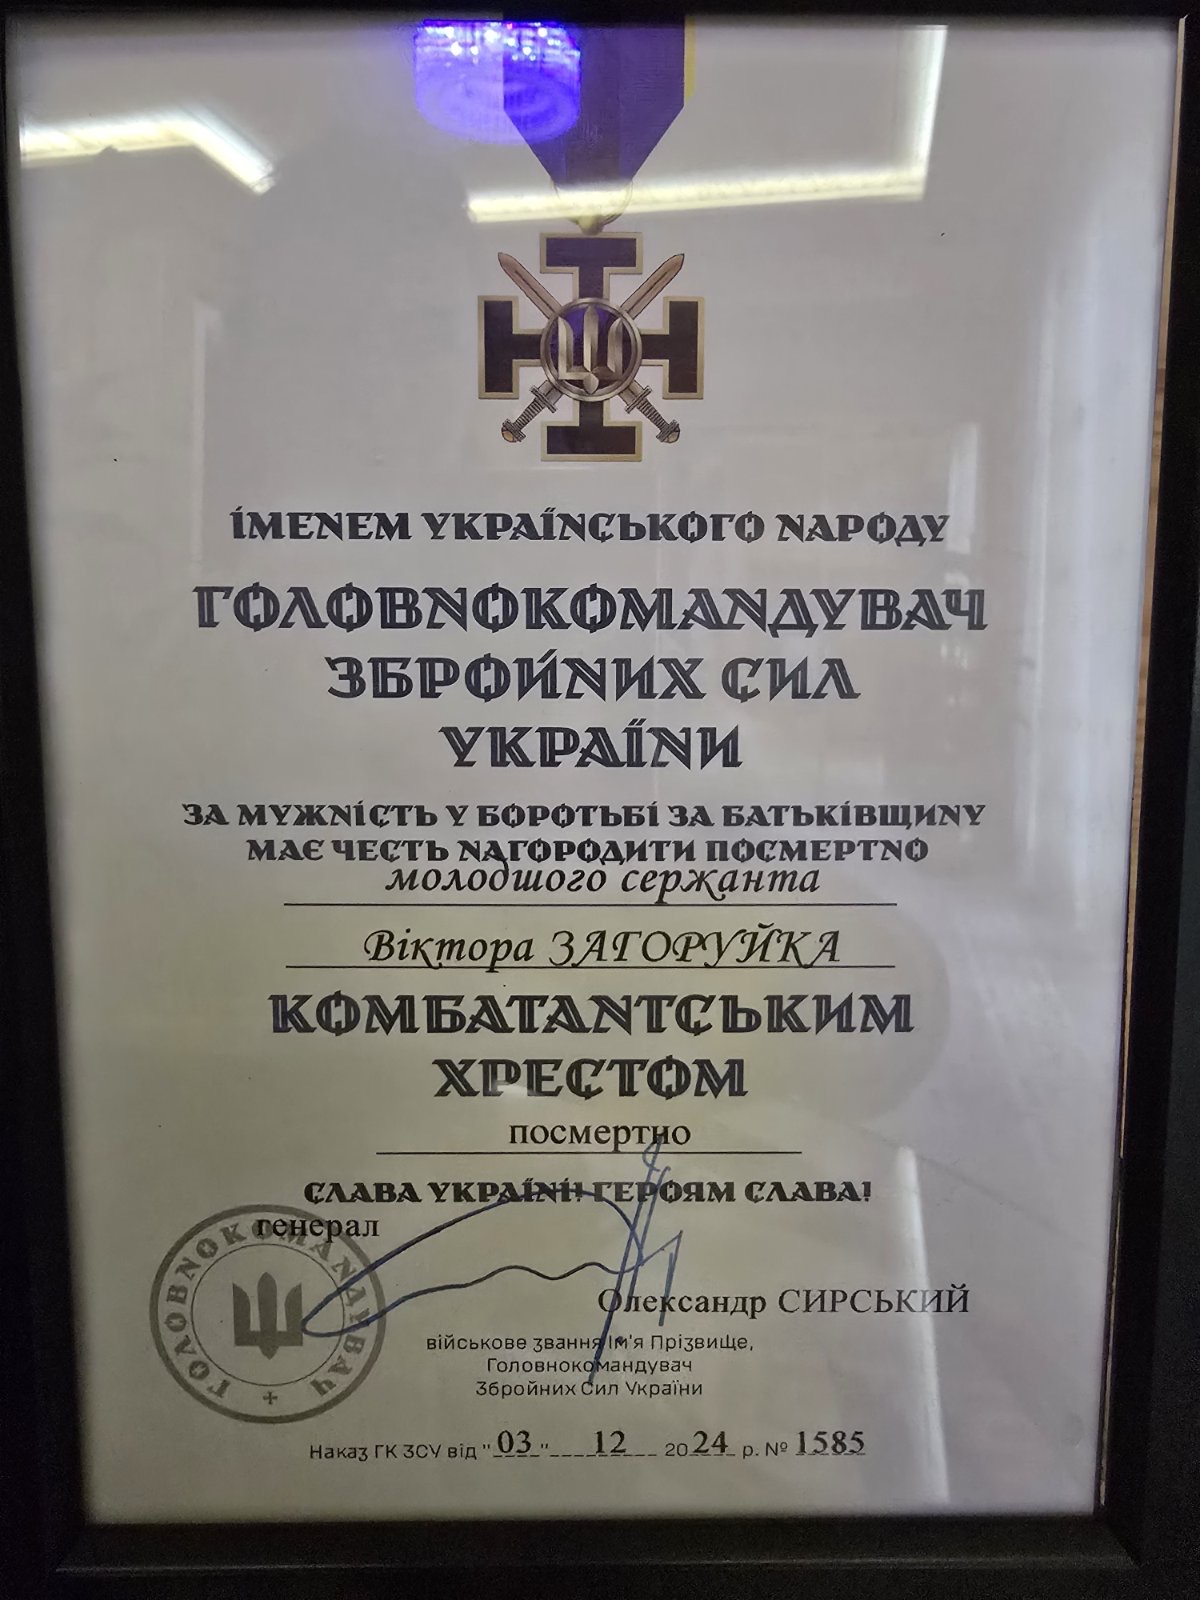 ІМЕНЕМ УКРАЇНСЬКОГО НАРОДУ
ГОЛОВНОКОМАНДУВАЧ
ЗБРОЙНИХ СИЛ
УКРАЇНИ
ЗА МУЖНІСТЬ У БОРОТЬБІ ЗА БАТЬКІВЩИНУ
МАЄ ЧЕСТЬ НАГОРОДИТИ ПОСМЕРТНО
молодшого сержанта
Віктора ЗАГОРУЙКА
КОМБАТАНТСЬКИМ
ХРЕСТОМ
посмертно
СЛАВА УКРАЇНІ! ГЕРОЯМ СЛАВА!
генерал
ГОЛОВНОКОМАНДУВАЧ
Олександр СИРСЬКИЙ
військове звання Ім'я Прізвище,
Головнокомандувач
Збройних Сил України
Наказ ГК ЗСУ від "03" 12 2024 р. № 1585